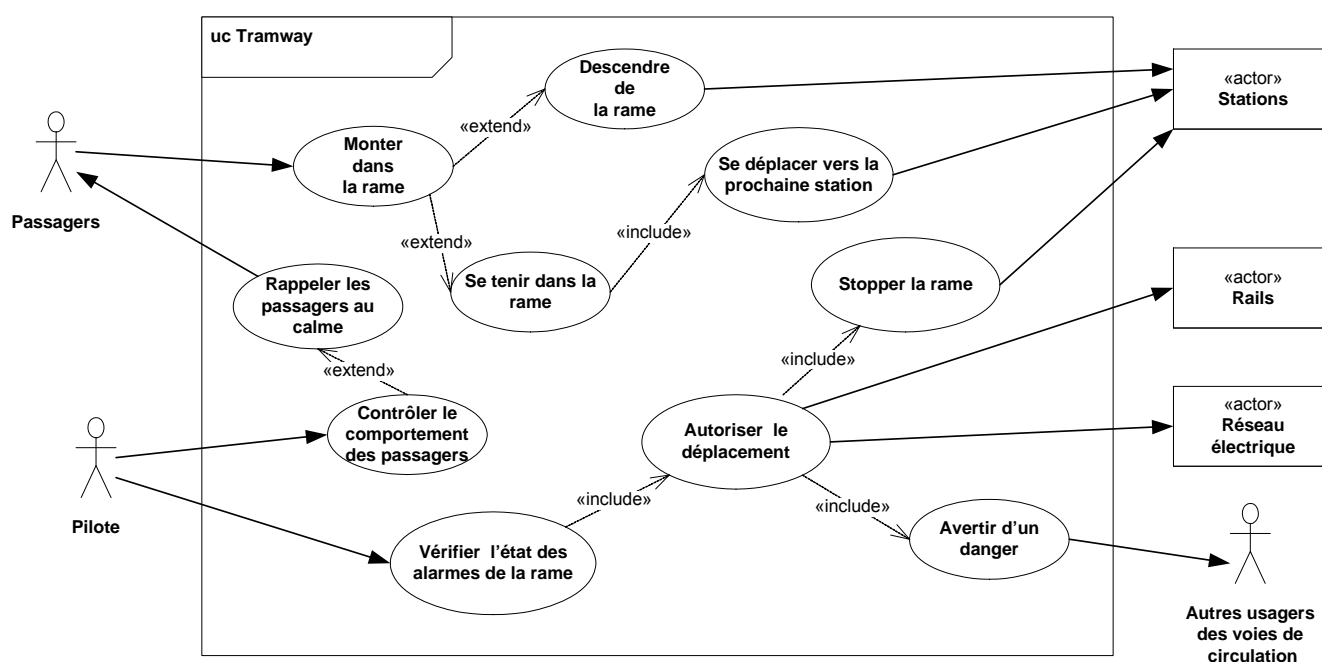 uc Tramway
Descendre
de
la rame
«actor»
Stations
«extend»
Monter
dans
la rame
Se déplacer vers la
prochaine station
Passagers
«extend»
«include»
Rappeler les
passagers au
calme
Se tenir dans la
rame
Stopper la rame
«actor»
Rails
«extend»
«include»
Contrôler le
comportement
des passagers
Autoriser le
déplacement
«actor»
Réseau
électrique
Pilote
«include»
«include»
Vérifier l’état des
alarmes de la rame
Avertir d’un
danger
Autres usagers
des voies de
circulation